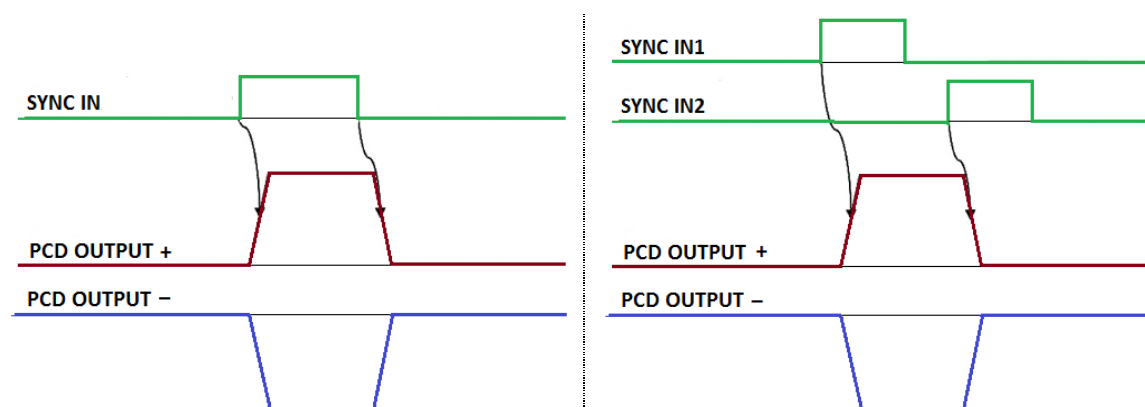 SYNC IN
PCD OUTPUT +
PCD OUTPUT –
SYNC IN1
SYNC IN2
PCD OUTPUT +
PCD OUTPUT –